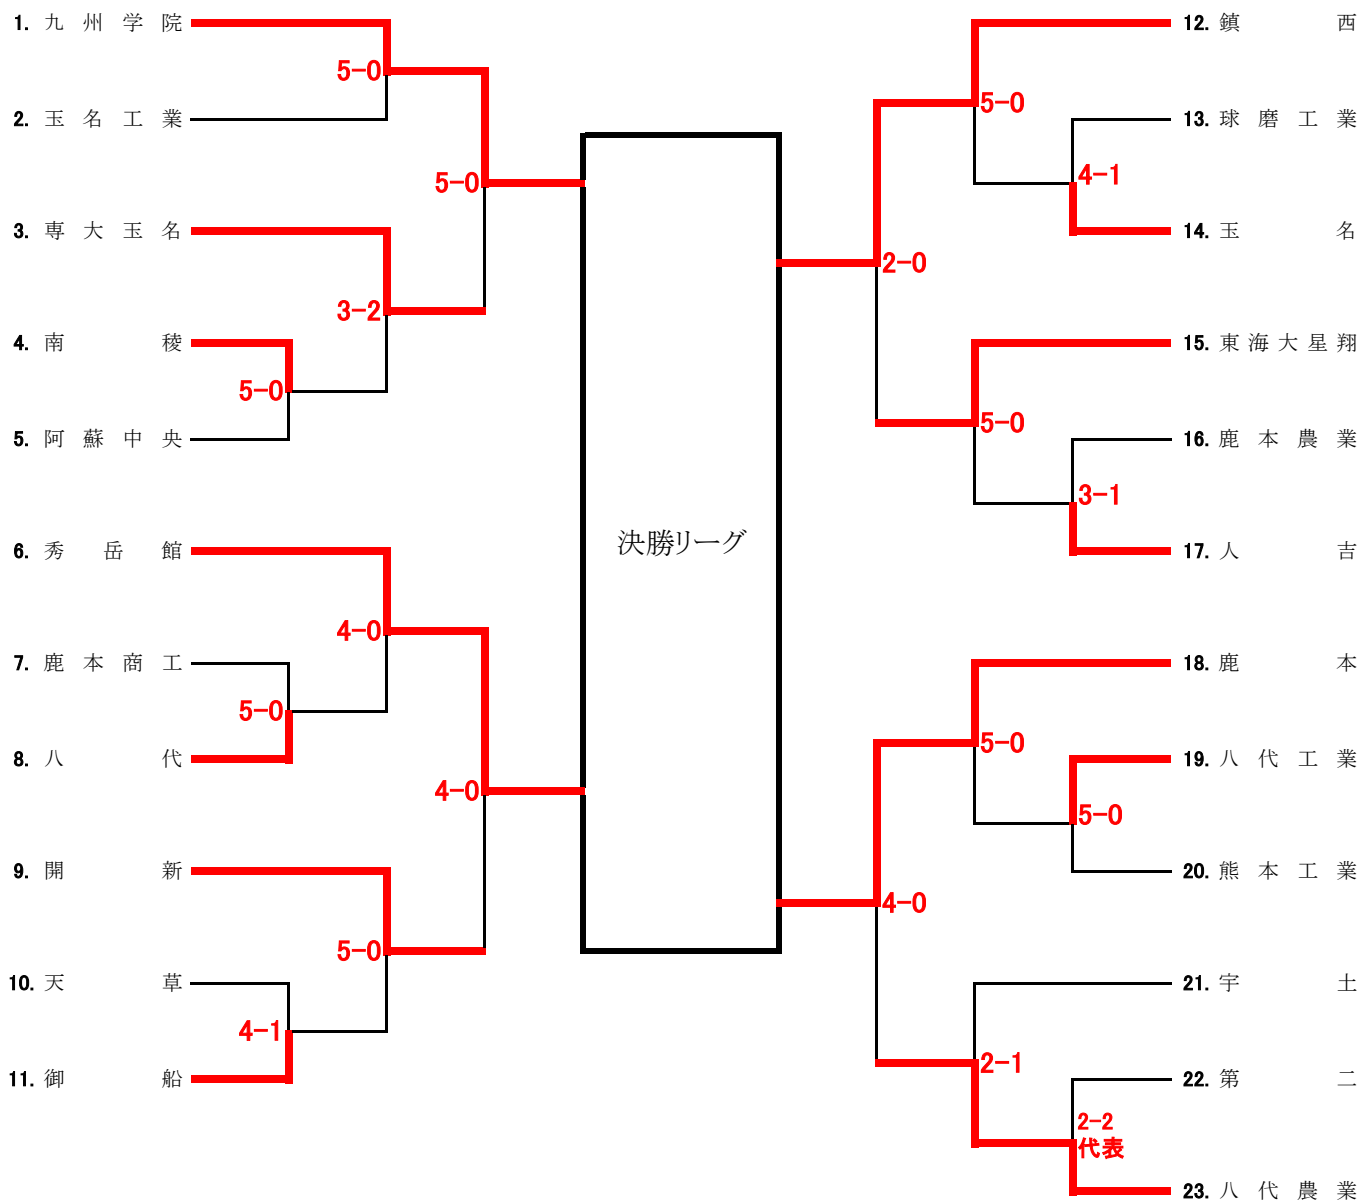 1. 九州学院
5-0
2. 玉名工業
5-0
3. 専大玉名
3-2
4. 南稜
5-0
5. 阿蘇中央
6. 秀岳館
4-0
7. 鹿本商工
5-0
8. 八代
4-0
9. 開新
5-0
10. 天草
4-1
11. 御船
決勝リーグ
12. 鎮西
5-0
13. 球磨工業
4-1
14. 玉名
2-0
15. 東海大星翔
5-0
16. 鹿本農業
3-1
17. 人吉
18. 鹿本
5-0
19. 八代工業
5-0
20. 熊本工業
4-0
21. 宇土
2-1
22. 第二
2-2
代表
23. 八代農業